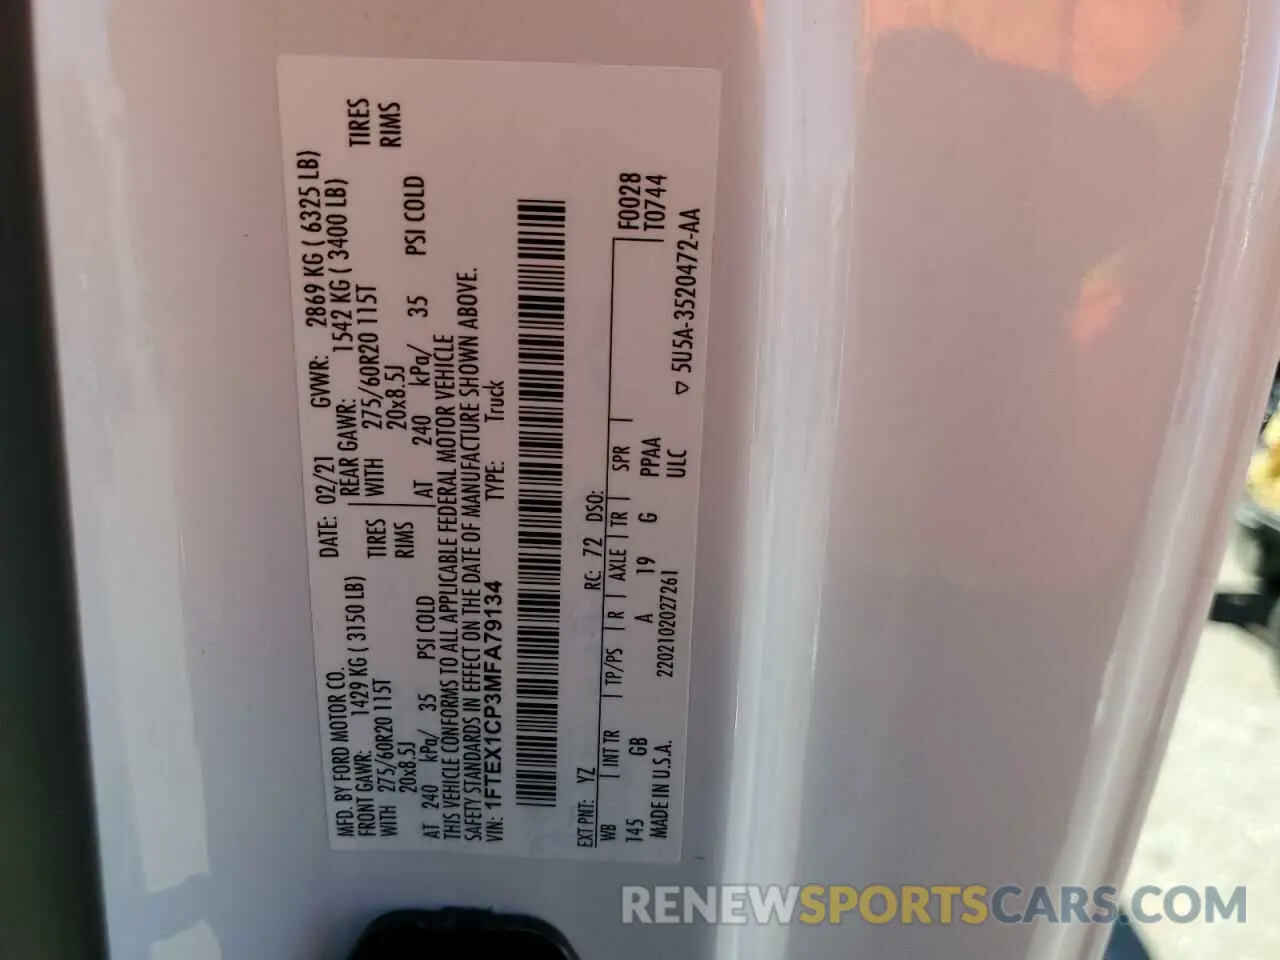 MFD. BY FORD MOTOR CO. DATE: 02/21 GVWR: 2869 KG ( 6325 LB)
FRONT GAWR: 1429 KG ( 3150 LB) REAR GAWR: 1542 KG ( 3400 LB)
WITH 275/60R20 115T TIRES WITH 275/60R20 115T TIRES
20x8.5J RIMS 20x8.5J RIMS
AT 240 kPa/ 35 PSI COLD AT 240 kPa/ 35 PSI COLD
THIS VEHICLE CONFORMS TO ALL APPLICABLE FEDERAL MOTOR VEHICLE
SAFETY STANDARDS IN EFFECT ON THE DATE OF MANUFACTURE SHOWN ABOVE.
VIN: 1FTEX1CP3MFA79134 TYPE: Truck
EXT PNT: YZ RC: 72 DSO:
WB INT TR TP/PS R AXLE TR SPR F0028
145 GB A 19 G PPAA T0744
MADE IN U.S.A. 2202102027261 ULC
▽ 5U5A-3520472-AA
RENEWSPORTSCARS.COM